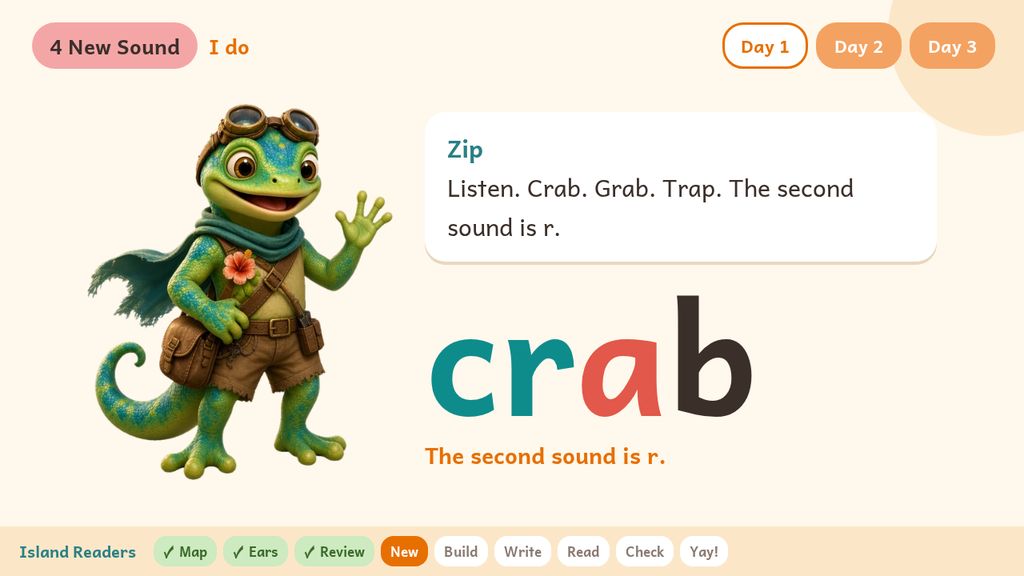 4 New Sound I do
Day 1 Day 2 Day 3
Zip
Listen. Crab. Grab. Trap. The second
sound is r.
crab
The second sound is r.
Island Readers ✓ Map ✓ Ears ✓ Review New Build Write Read Check Yay!